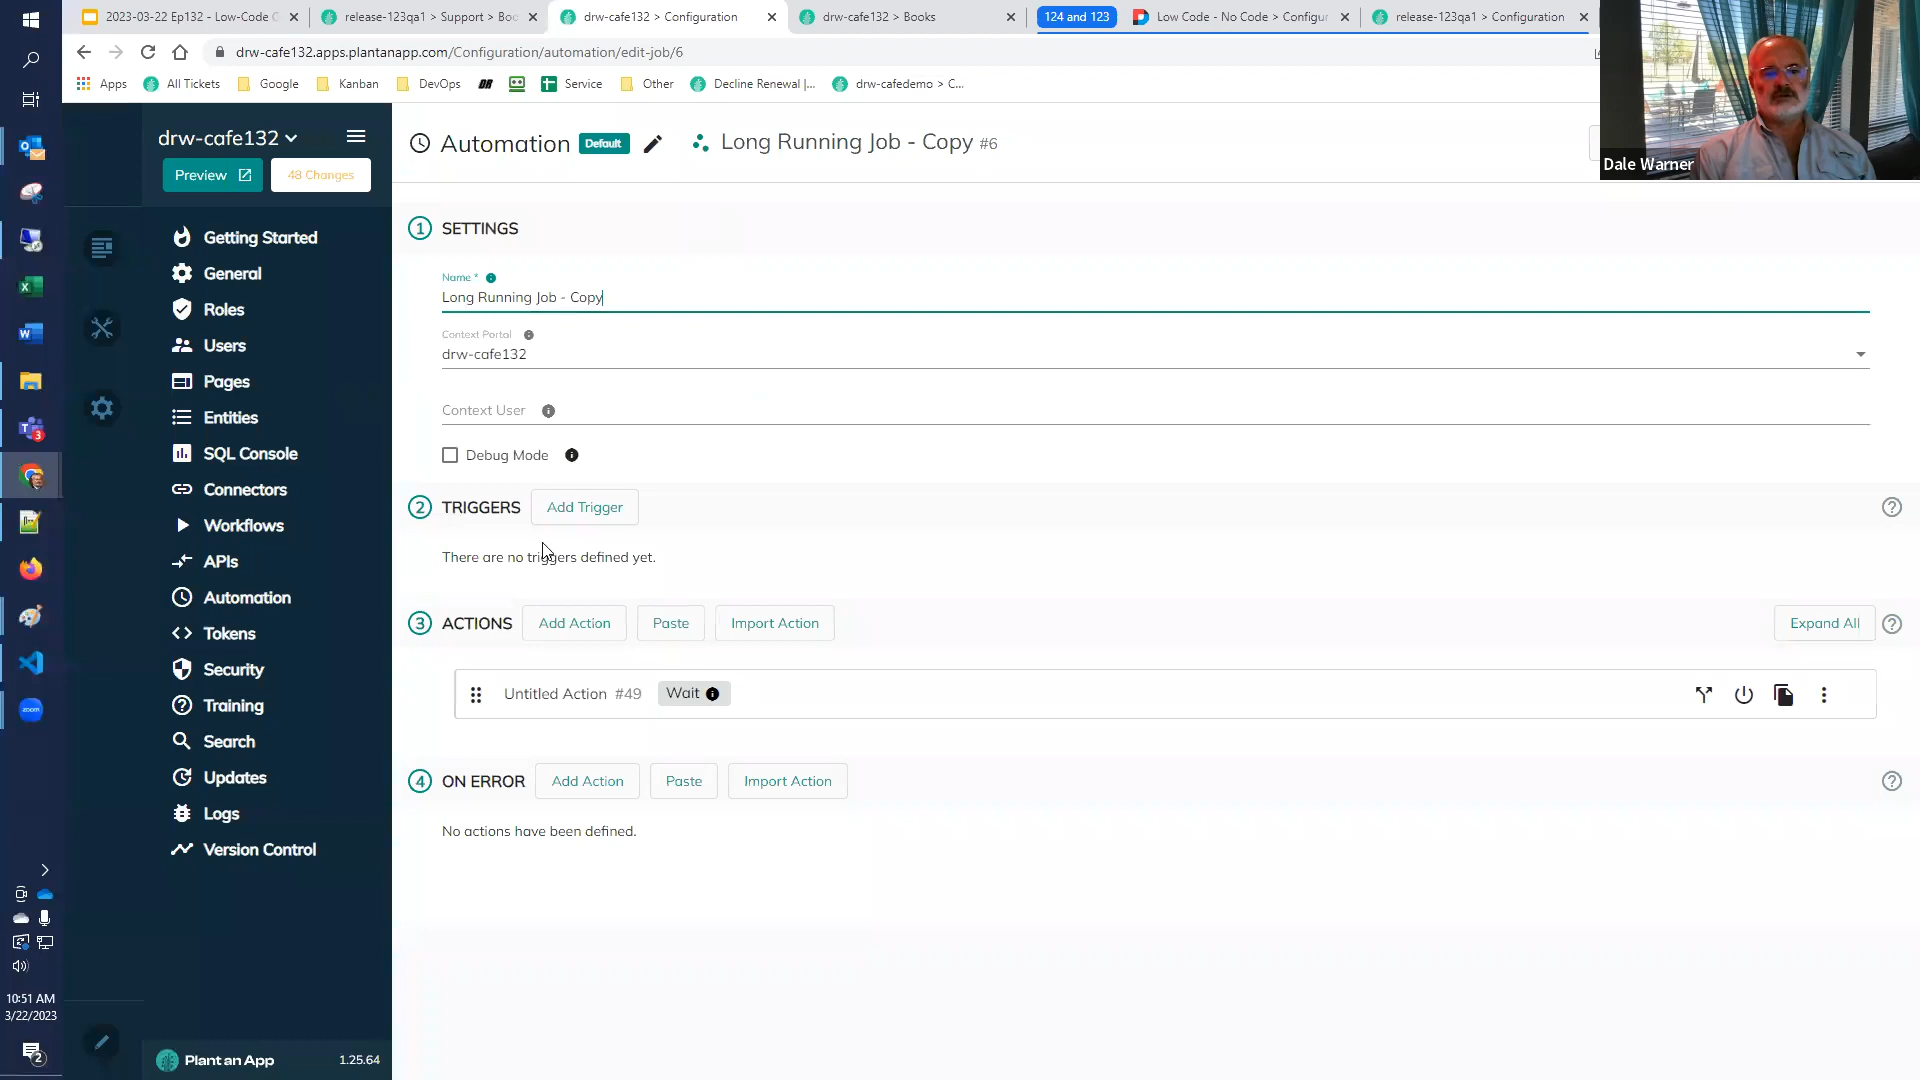 2023-03-22 Ep132 - Low-Code C
release-123qa1 > Support > Boo
drw-cafe132 > Configuration
drw-cafe132 > Books
124 and 123
Low Code - No Code > Configur
release-123qa1 > Configuration
drw-cafe132.apps.plantanapp.com/Configuration/automation/edit-job/6
Apps
All Tickets
Google
Kanban
DevOps
Service
Other
Decline Renewal |...
drw-cafedemo > C...
Dale Warner
drw-cafe132
Preview
48 Changes
Getting Started
General
Roles
Users
Pages
Entities
SQL Console
Connectors
Workflows
APIs
Automation
Tokens
Security
Training
Search
Updates
Logs
Version Control
Plant an App
1.25.64
Automation Default Long Running Job - Copy #6
1 SETTINGS
Name *
Long Running Job - Copy
Context Portal
drw-cafe132
Context User
Debug Mode
2 TRIGGERS Add Trigger
There are no triggers defined yet.
3 ACTIONS Add Action Paste Import Action Expand All
Untitled Action #49 Wait
4 ON ERROR Add Action Paste Import Action
No actions have been defined.
10:51 AM
3/22/2023
2